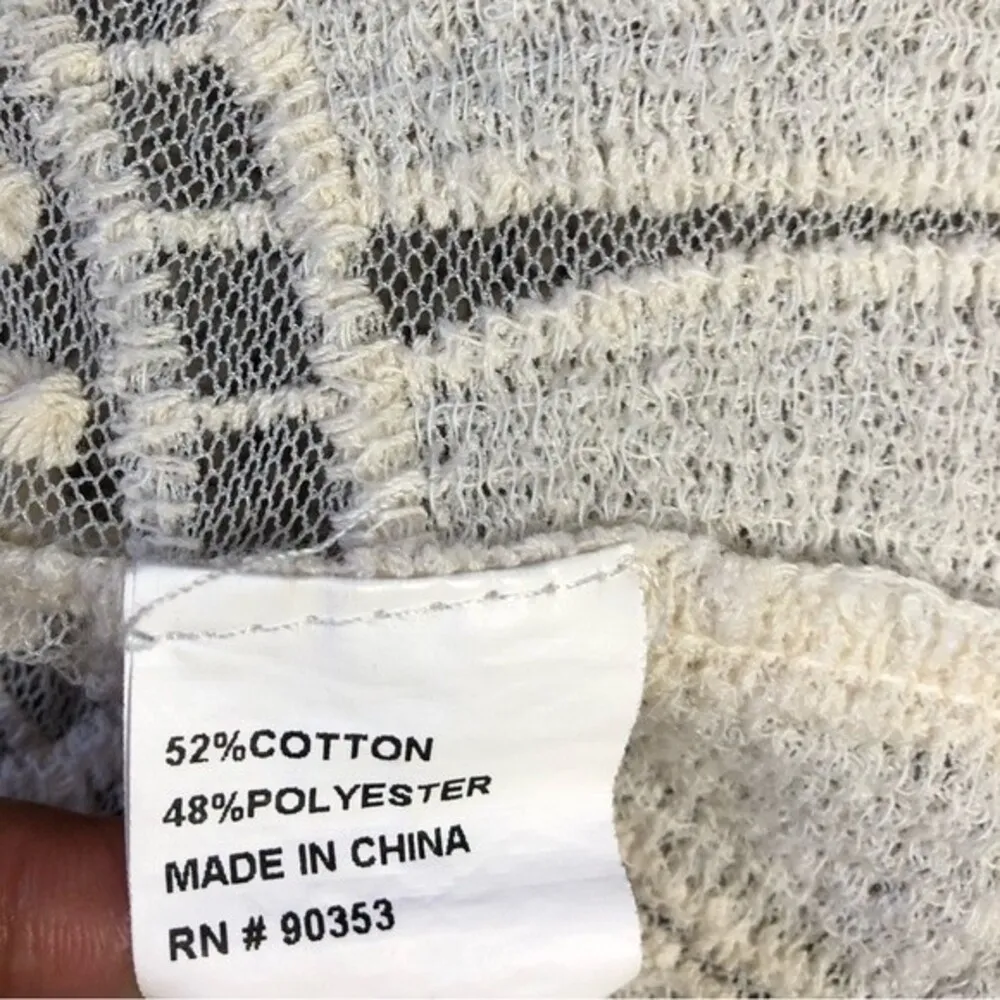 52%COTTON
48%POLYESTER
MADE IN CHINA
RN # 90353